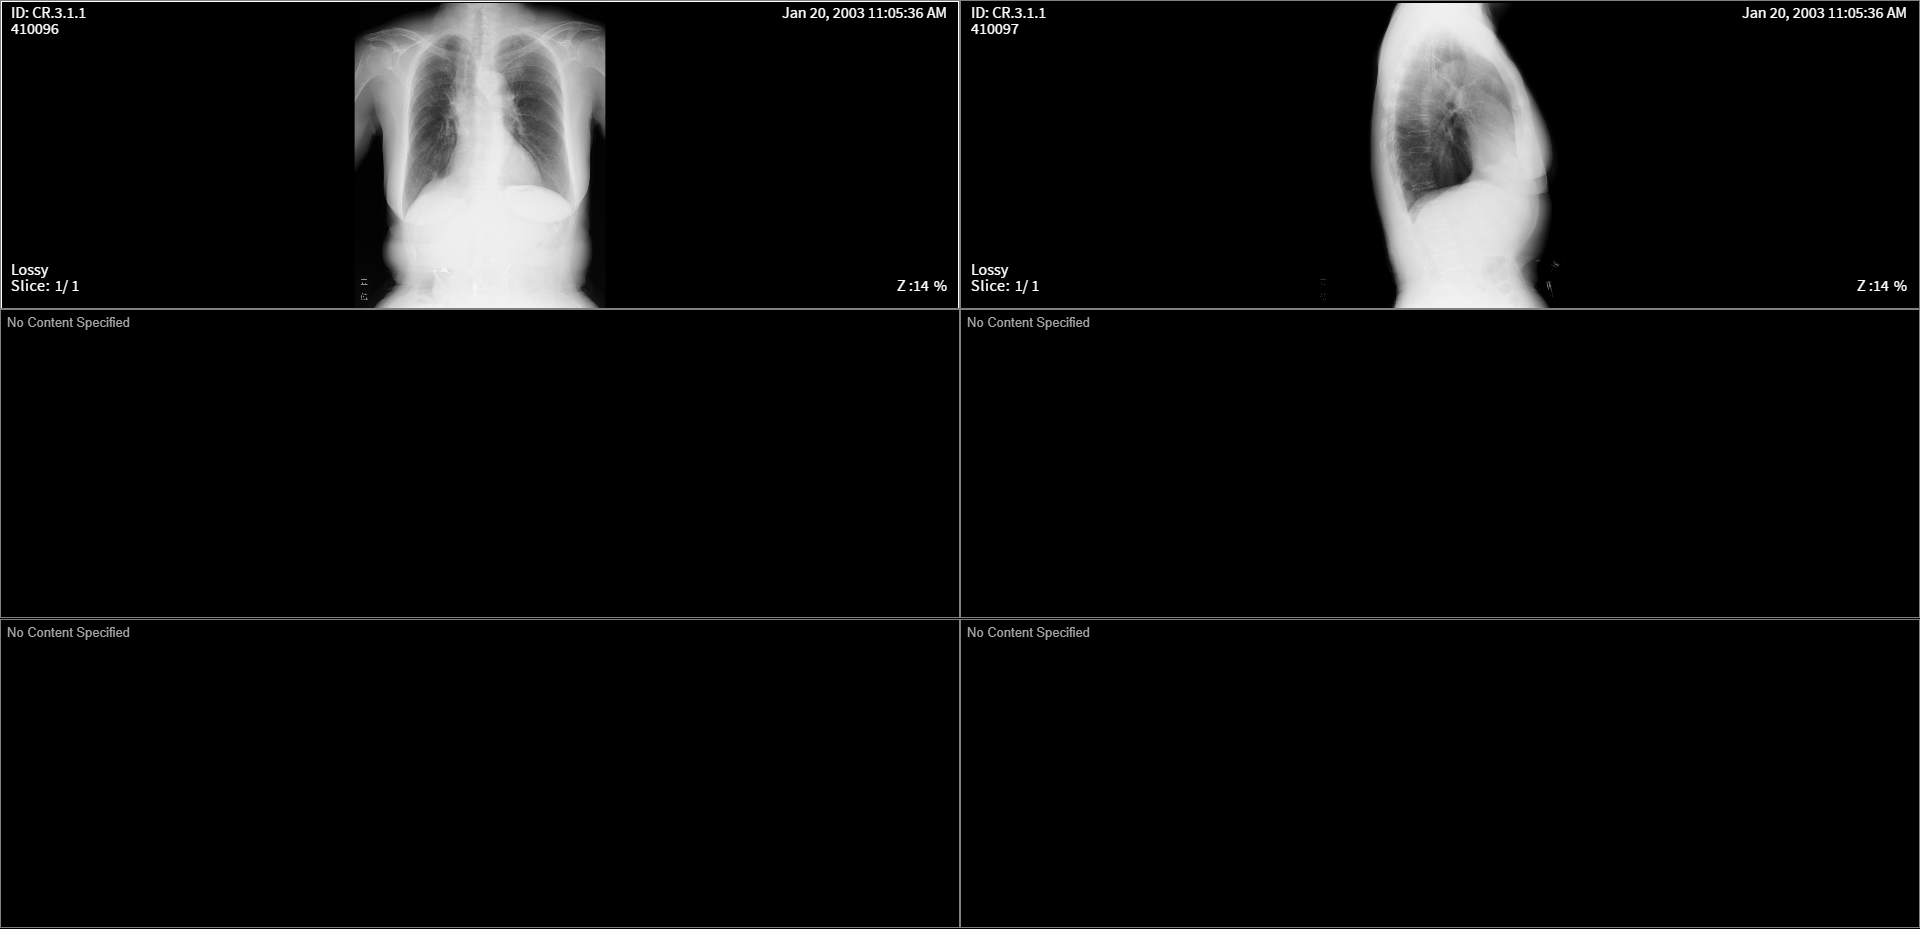 ID: CR.3.1.1
410096
Jan 20, 2003 11:05:36 AM
Lossy
Slice: 1/ 1
Z :14 %
ID: CR.3.1.1
410097
Jan 20, 2003 11:05:36 AM
Lossy
Slice: 1/ 1
Z :14 %
No Content Specified
No Content Specified
No Content Specified
No Content Specified